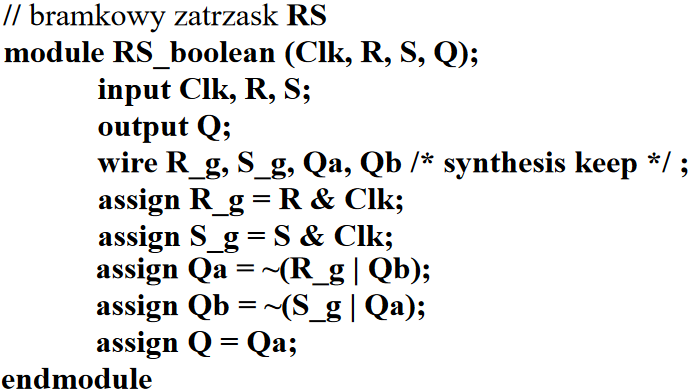 // bramkowy zatrzask RS
module RS_boolean (Clk, R, S, Q);
input Clk, R, S;
output Q;
wire R_g, S_g, Qa, Qb /* synthesis keep */ ;
assign R_g = R & Clk;
assign S_g = S & Clk;
assign Qa = ~(R_g | Qb);
assign Qb = ~(S_g | Qa);
assign Q = Qa;
endmodule